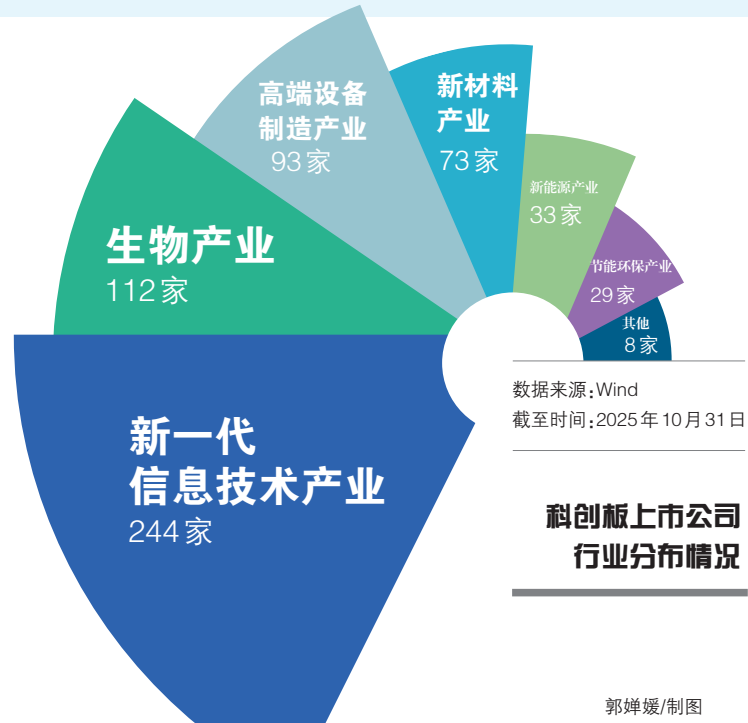 高端设备
制造产业
93家
新材料
产业
73家
新能源产业
33家
生物产业
112家
节能环保产业
29家
其他
8家
新一代
信息技术产业
244家
数据来源:Wind
截至时间:2025年10月31日
科创板上市公司
行业分布情况
郭婵媛/制图